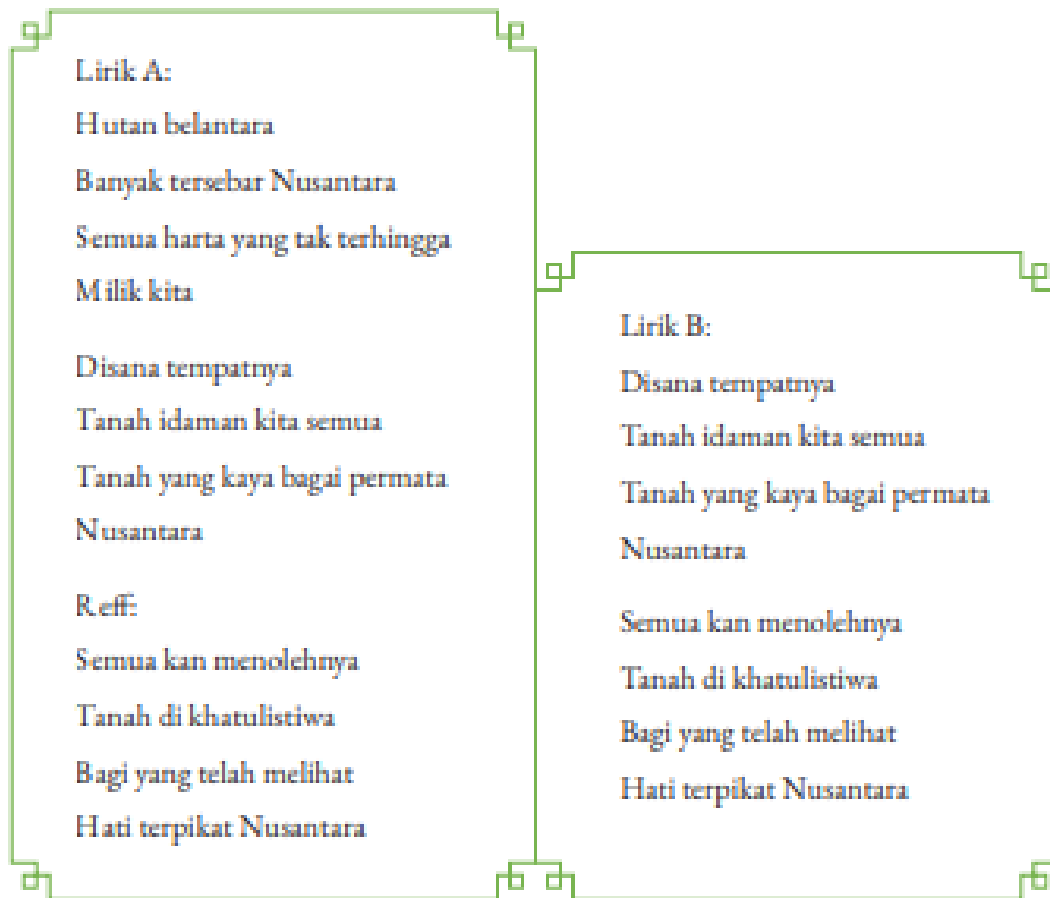 Lirik A:
Hutan belantara
Banyak tersebar Nusantara
Semua harta yang tak terhingga
Milik kita
Disana tempatnya
Tanah idaman kita semua
Tanah yang kaya bagai permata
Nusantara
Reff:
Semua kan menolehnya
Tanah di khatulistiwa
Bagi yang telah melihat
Hati terpikat Nusantara
Lirik B:
Disana tempatnya
Tanah idaman kita semua
Tanah yang kaya bagai permata
Nusantara
Semua kan menolehnya
Tanah di khatulistiwa
Bagi yang telah melihat
Hati terpikat Nusantara